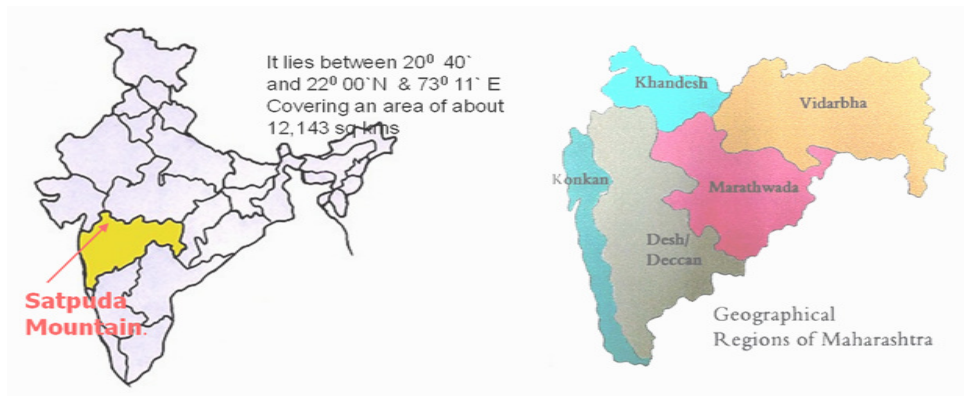 It lies between 20⁰ 40`
and 22⁰ 00`N & 73⁰ 11` E
Covering an area of about
12,143 sq kms
Satpuda
Mountain.
Khandesh
Vidarbha
Konkan
Marathwada
Desh/
Deccan
Geographical
Regions of Maharashtra